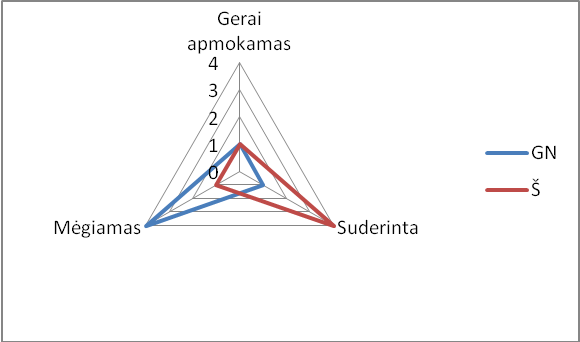 Gerai
apmokamas
4
3
2
1
0
Mėgiamas
Suderinta
GN
Š